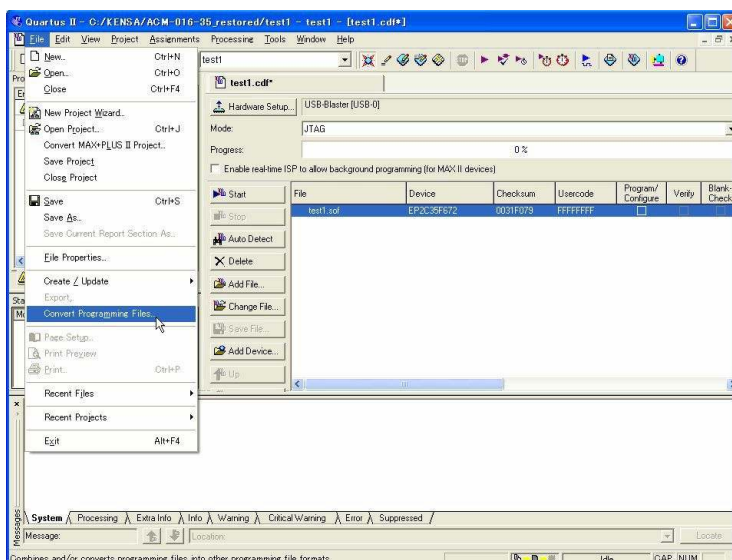 Quartus II - C:/KENSA/ACM-016-35_restored/test1 - test1 - [test1.cdf*]
File Edit View Project Assignments Processing Tools Window Help
New... Ctrl+N
Open... Ctrl+O
Close Ctrl+F4
New Project Wizard...
Open Project... Ctrl+J
Convert MAX+PLUS II Project...
Save Project
Close Project
Save Ctrl+S
Save As...
Save Current Report Section As...
File Properties...
Create / Update
Export...
Convert Programming Files...
Page Setup...
Print Preview
Print... Ctrl+P
Recent Files
Recent Projects
Exit Alt+F4
test1
test1.cdf*
Hardware Setup... USB-Blaster [USB-0]
Mode: JTAG
Progress: 0 %
Enable real-time ISP to allow background programming (for MAX II devices)
Start
Stop
Auto Detect
Delete
Add File...
Change File...
Save File...
Add Device...
Up
File Device Checksum Usercode Program/Configure Verify Blank-Check
test1.sof EP2C35F672 0031F079 FFFFFFFF
System Processing Extra Info Info Warning Critical Warning Error Suppressed
Messages
Message: Location: Locate
Combines and/or converts programming files into other programming file formats Idle CAP NUM